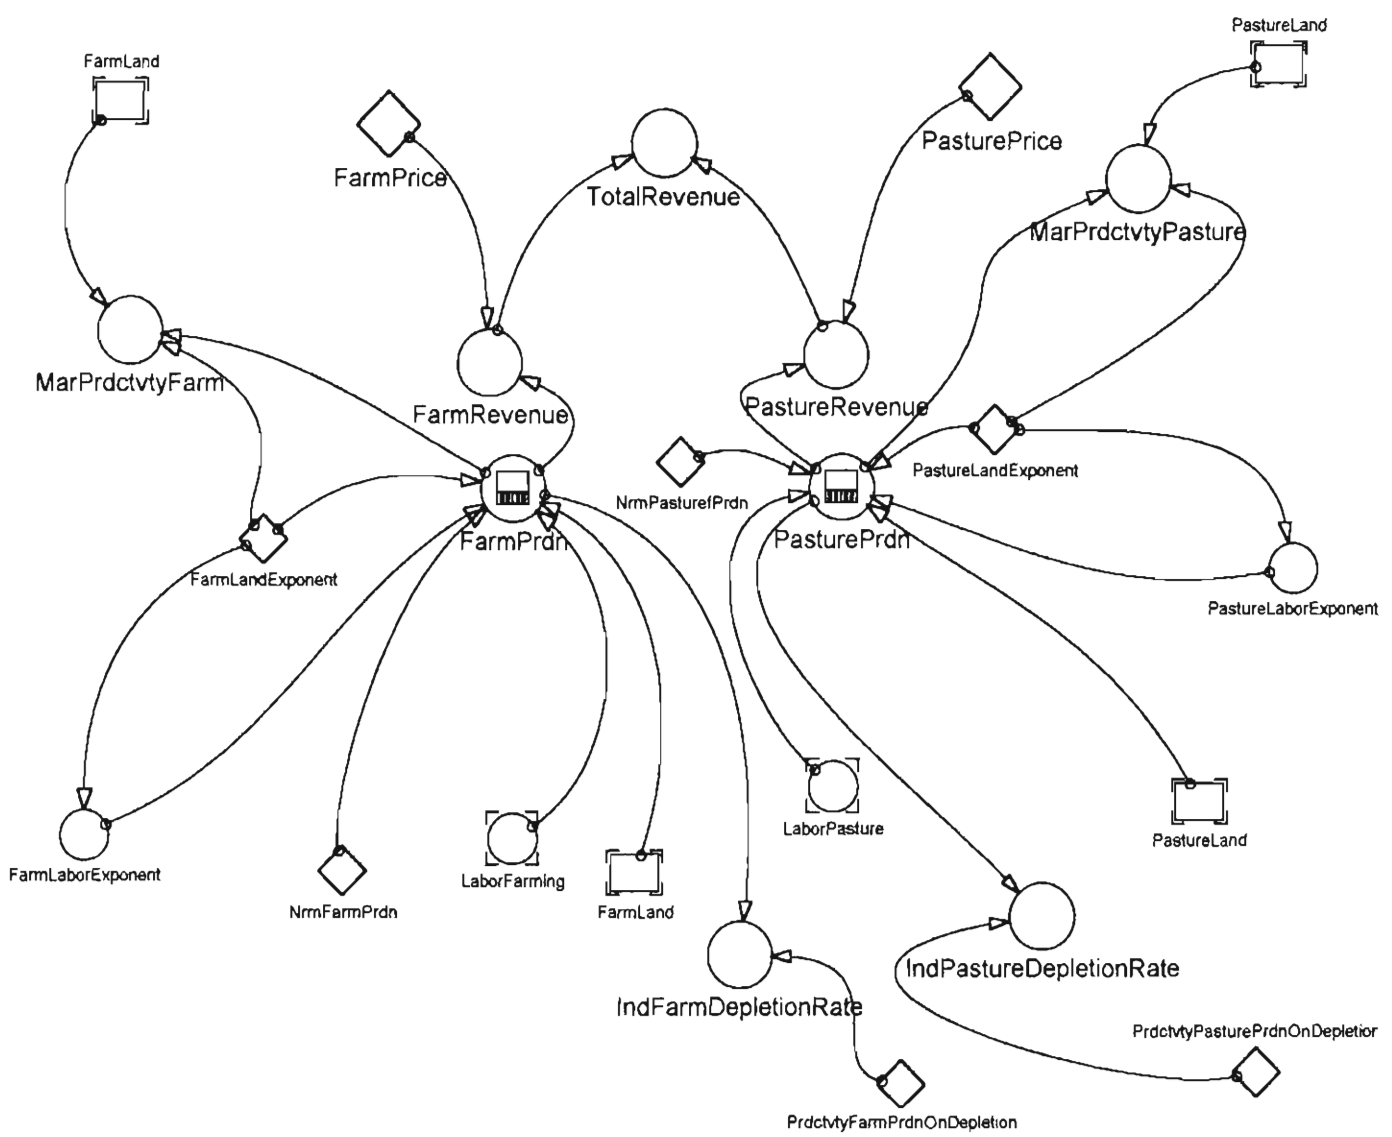 PastureLand
FarmLand
PasturePrice
FarmPrice
TotalRevenue
MarPrdctvtyPasture
MarPrdctvtyFarm
FarmRevenue
PastureRevenue
PastureLandExponent
NrmPasturefPrdn
FarmPrdn
PasturePrdn
FarmLandExponent
PastureLaborExponent
LaborPasture
PastureLand
FarmLaborExponent
LaborFarming
NrmFarmPrdn
FarmLand
IndPastureDepletionRate
IndFarmDepletionRate
PrdctvtyPasturePrdnOnDepletior
PrdctvtyFarmPrdnOnDepletion